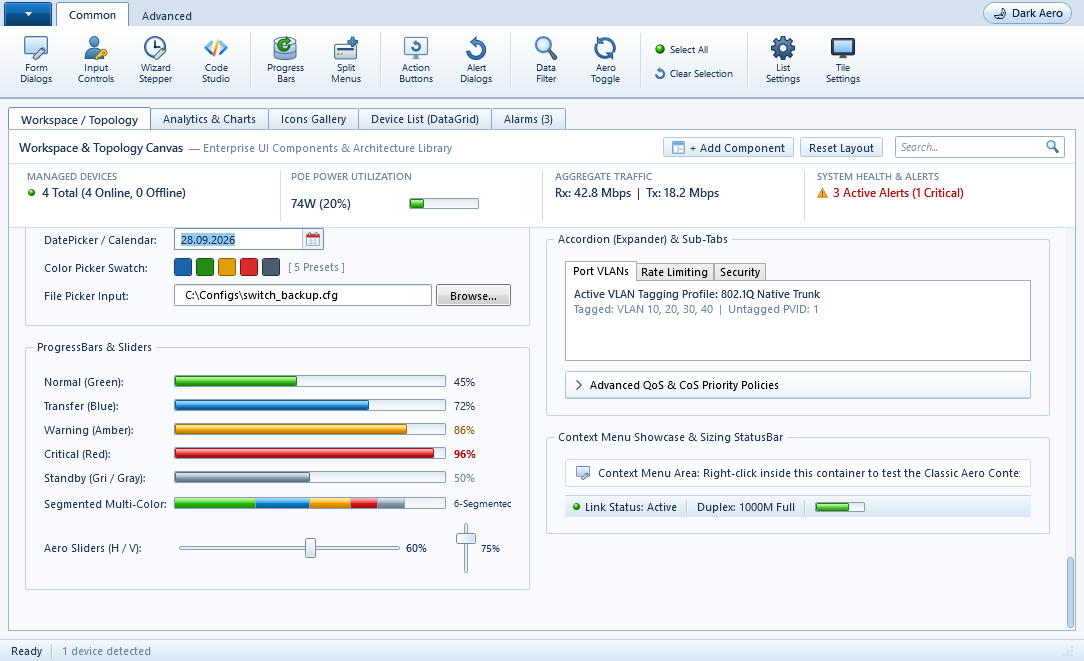 Common
Advanced
Dark Aero
Form Dialogs
Input Controls
Wizard Stepper
Code Studio
Progress Bars
Split Menus
Action Buttons
Alert Dialogs
Data Filter
Aero Toggle
Select All
Clear Selection
List Settings
Tile Settings
Workspace / Topology
Analytics & Charts
Icons Gallery
Device List (DataGrid)
Alarms (3)
Workspace & Topology Canvas — Enterprise UI Components & Architecture Library
+ Add Component
Reset Layout
Search...
MANAGED DEVICES
4 Total (4 Online, 0 Offline)
POE POWER UTILIZATION
74W (20%)
AGGREGATE TRAFFIC
Rx: 42.8 Mbps | Tx: 18.2 Mbps
SYSTEM HEALTH & ALERTS
3 Active Alerts (1 Critical)
DatePicker / Calendar: 28.09.2026
Color Picker Swatch: [ 5 Presets ]
File Picker Input: C:\Configs\switch_backup.cfg Browse...
ProgressBars & Sliders
Normal (Green): 45%
Transfer (Blue): 72%
Warning (Amber): 86%
Critical (Red): 96%
Standby (Gri / Gray): 50%
Segmented Multi-Color: 6-Segmentec
Aero Sliders (H / V): 60% 75%
Accordion (Expander) & Sub-Tabs
Port VLANs Rate Limiting Security
Active VLAN Tagging Profile: 802.1Q Native Trunk
Tagged: VLAN 10, 20, 30, 40 | Untagged PVID: 1
Advanced QoS & CoS Priority Policies
Context Menu Showcase & Sizing StatusBar
Context Menu Area: Right-click inside this container to test the Classic Aero Conte:
Link Status: Active Duplex: 1000M Full
Ready 1 device detected